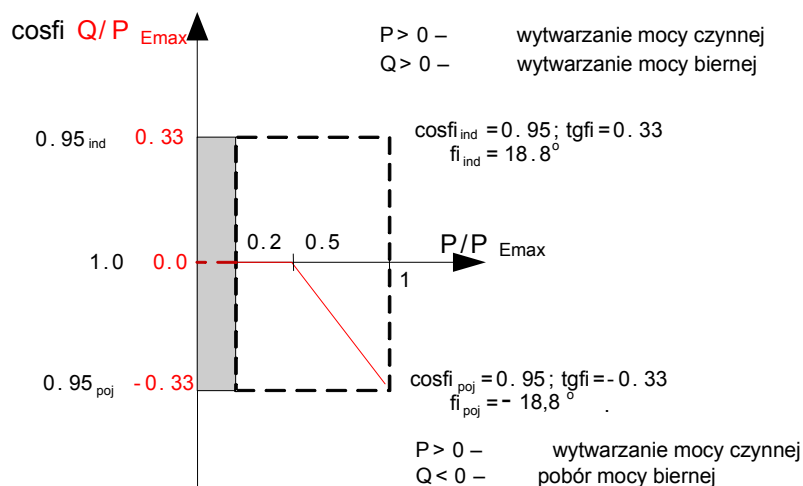 cosfi Q/P Emax
P> 0 – wytwarzanie mocy czynnej
Q> 0 – wytwarzanie mocy biernej
0.95 ind 0.33
cosfi ind =0.95; tgfi=0.33
fi ind =18.8°
0.2 0.5 P/P Emax
1.0 0.0
1
0.95 poj -0.33
cosfi poj =0.95; tgfi=-0.33
fi poj =- 18,8 ° .
P> 0 – wytwarzanie mocy czynnej
Q< 0 – pobór mocy biernej